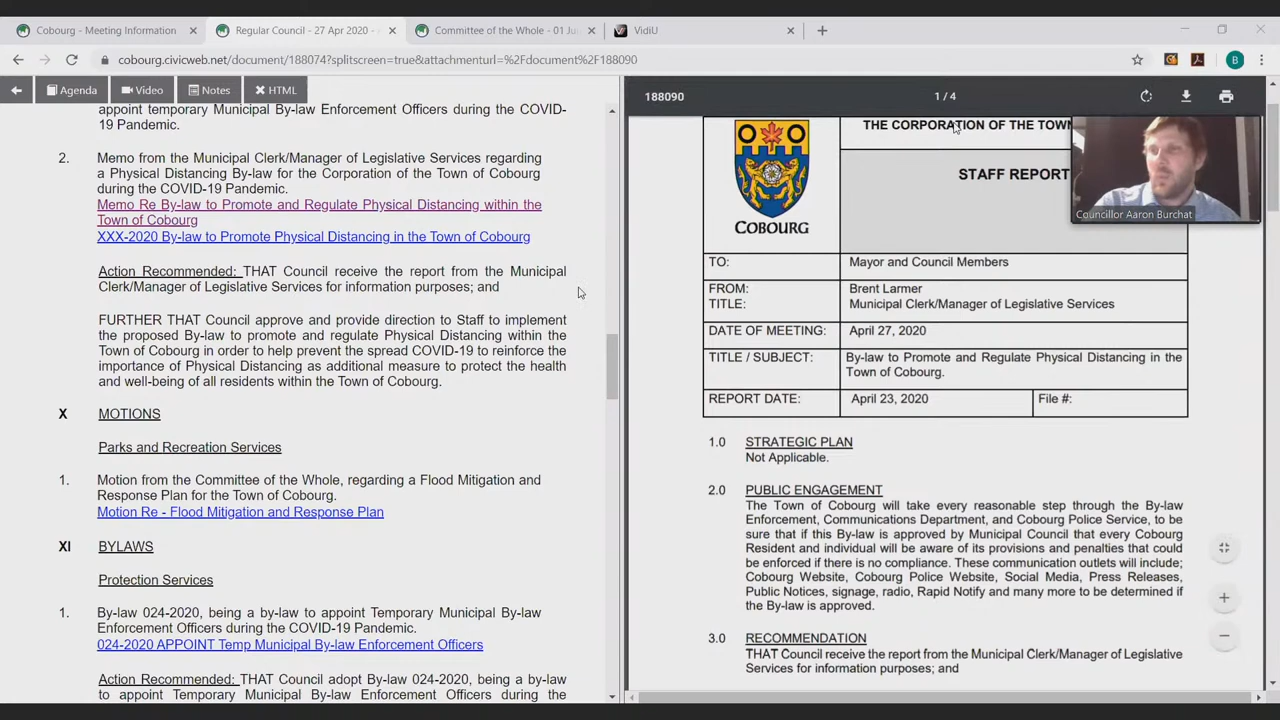 Cobourg - Meeting Information
Regular Council - 27 Apr 2020 -
Committee of the Whole - 01 Ju
VidiU
cobourg.civicweb.net/document/188074?splitscreen=true&attachmenturl=%2Fdocument%2F188090
B
Agenda
Video
Notes
HTML
appoint temporary Municipal By-law Enforcement Officers during the COVID-
19 Pandemic.
2. Memo from the Municipal Clerk/Manager of Legislative Services regarding
a Physical Distancing By-law for the Corporation of the Town of Cobourg
during the COVID-19 Pandemic.
Memo Re By-law to Promote and Regulate Physical Distancing within the
Town of Cobourg
XXX-2020 By-law to Promote Physical Distancing in the Town of Cobourg
Action Recommended: THAT Council receive the report from the Municipal
Clerk/Manager of Legislative Services for information purposes; and
FURTHER THAT Council approve and provide direction to Staff to implement
the proposed By-law to promote and regulate Physical Distancing within the
Town of Cobourg in order to help prevent the spread COVID-19 to reinforce the
importance of Physical Distancing as additional measure to protect the health
and well-being of all residents within the Town of Cobourg.
X MOTIONS
Parks and Recreation Services
1. Motion from the Committee of the Whole, regarding a Flood Mitigation and
Response Plan for the Town of Cobourg.
Motion Re - Flood Mitigation and Response Plan
XI BYLAWS
Protection Services
1. By-law 024-2020, being a by-law to appoint Temporary Municipal By-law
Enforcement Officers during the COVID-19 Pandemic.
024-2020 APPOINT Temp Municipal By-law Enforcement Officers
Action Recommended: THAT Council adopt By-law 024-2020, being a by-law
to appoint Temporary Municipal By-law Enforcement Officers during the
188090
1 / 4
THE CORPORATION OF THE TOWN
STAFF REPORT
COBOURG
Councillor Aaron Burchat
TO: Mayor and Council Members
FROM: Brent Larmer
TITLE: Municipal Clerk/Manager of Legislative Services
DATE OF MEETING: April 27, 2020
TITLE / SUBJECT: By-law to Promote and Regulate Physical Distancing in the
Town of Cobourg.
REPORT DATE: April 23, 2020 File #:
1.0 STRATEGIC PLAN
Not Applicable.
2.0 PUBLIC ENGAGEMENT
The Town of Cobourg will take every reasonable step through the By-law
Enforcement, Communications Department, and Cobourg Police Service, to be
sure that if this By-law is approved by Municipal Council that every Cobourg
Resident and individual will be aware of its provisions and penalties that could
be enforced if there is no compliance. These communication outlets will include;
Cobourg Website, Cobourg Police Website, Social Media, Press Releases,
Public Notices, signage, radio, Rapid Notify and many more to be determined if
the By-law is approved.
3.0 RECOMMENDATION
THAT Council receive the report from the Municipal Clerk/Manager of Legislative
Services for information purposes; and